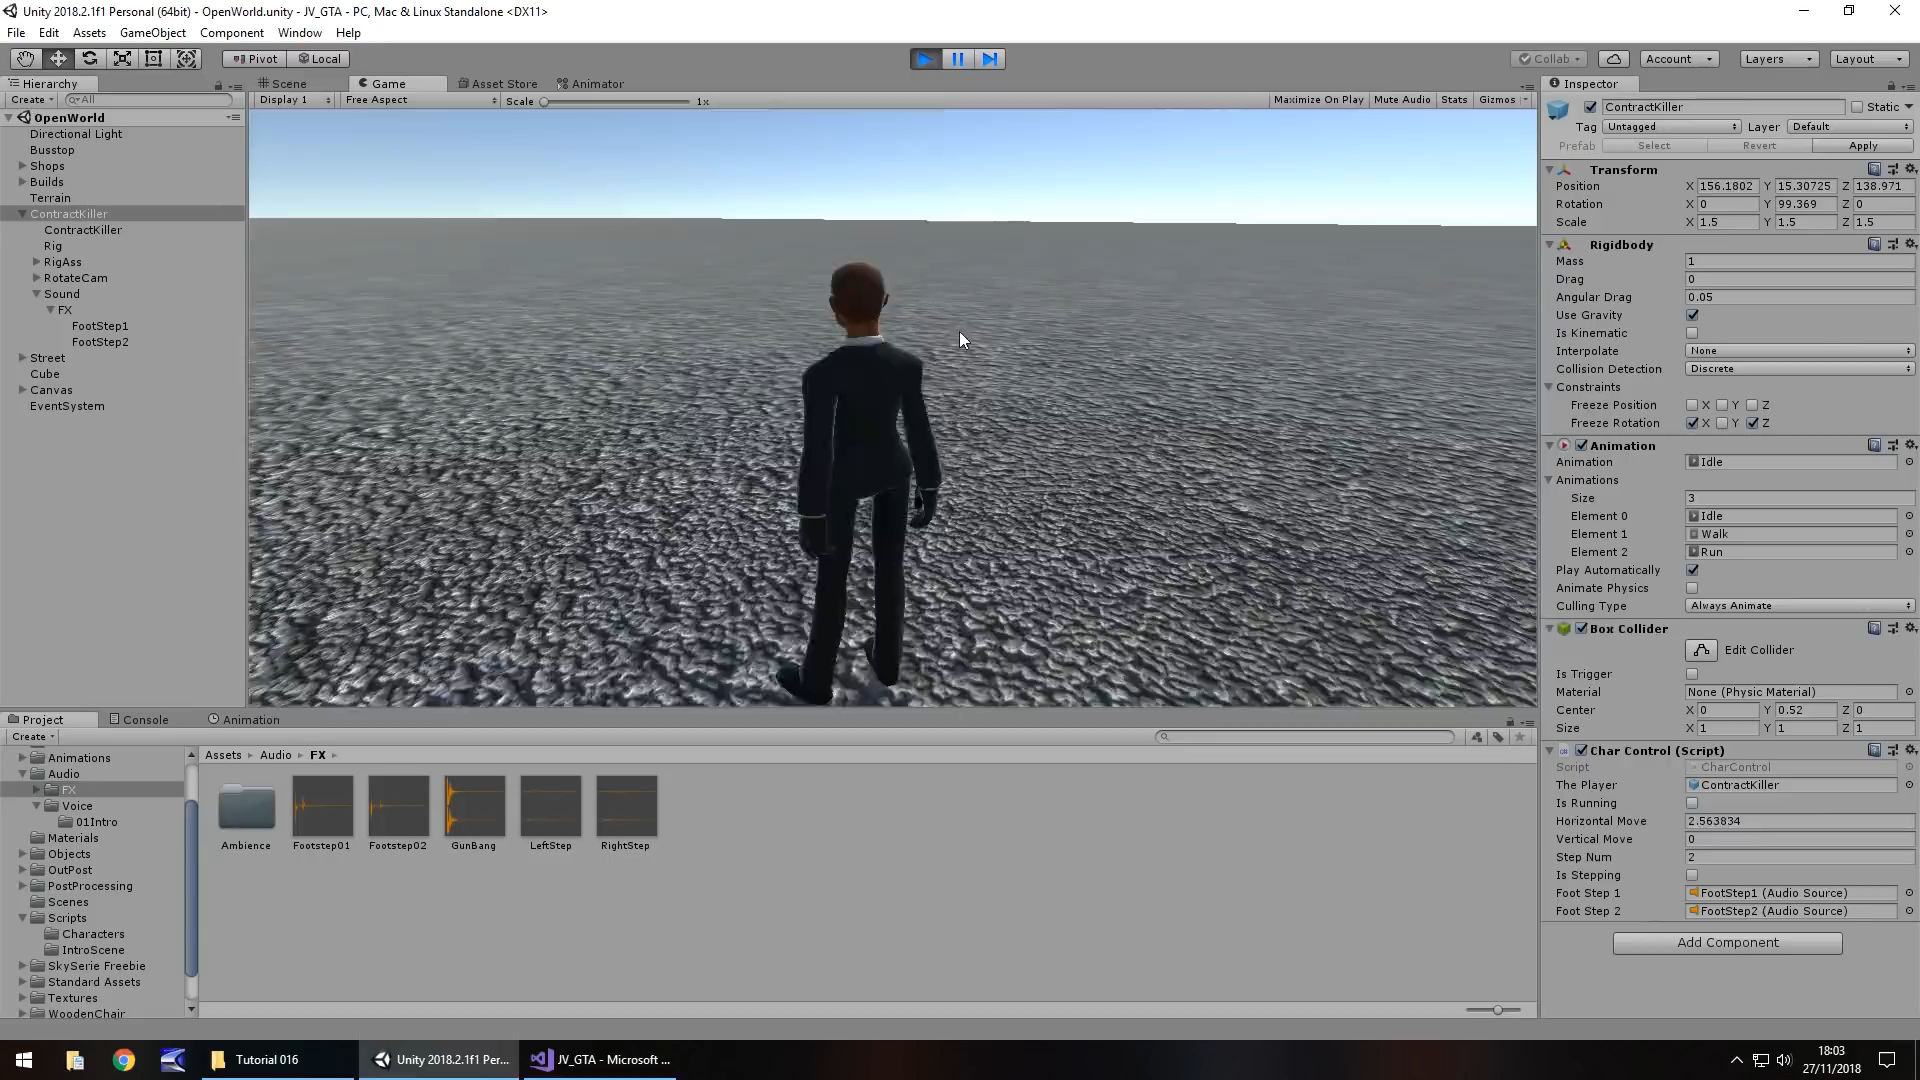 Unity 2018.2.1f1 Personal (64bit) - OpenWorld.unity - JV_GTA - PC, Mac & Linux Standalone <DX11>
File Edit Assets GameObject Component Window Help
Pivot Local Collab Account Layers Layout
Hierarchy Scene Game Asset Store Animator Inspector
Create All Display 1 Free Aspect Scale 1x Maximize On Play Mute Audio Stats Gizmos
OpenWorld
Directional Light
Busstop
Shops
Builds
Terrain
ContractKiller
ContractKiller
Rig
RigAss
RotateCam
Sound
FX
FootStep1
FootStep2
Street
Cube
Canvas
EventSystem
ContractKiller Static
Tag Untagged Layer Default
Prefab Select Revert Apply
Transform
Position X 156.1802 Y 15.30725 Z 138.971
Rotation X 0 Y 99.369 Z 0
Scale X 1.5 Y 1.5 Z 1.5
Rigidbody
Mass 1
Drag 0
Angular Drag 0.05
Use Gravity
Is Kinematic
Interpolate None
Collision Detection Discrete
Constraints
Freeze Position X Y Z
Freeze Rotation X Y Z
Animation
Animation Idle
Animations
Size 3
Element 0 Idle
Element 1 Walk
Element 2 Run
Play Automatically
Animate Physics
Culling Type Always Animate
Box Collider
Edit Collider
Is Trigger
Material None (Physic Material)
Center X 0 Y 0.52 Z 0
Size X 1 Y 1 Z 1
Char Control (Script)
Script CharControl
The Player ContractKiller
Is Running
Horizontal Move 2.563834
Vertical Move 0
Step Num 2
Is Stepping
Foot Step 1 FootStep1 (Audio Source)
Foot Step 2 FootStep2 (Audio Source)
Add Component
Project Console Animation
Create
Animations
Audio
FX
Voice
01Intro
Materials
Objects
OutPost
PostProcessing
Scenes
Scripts
Characters
IntroScene
SkySerie Freebie
Standard Assets
Textures
WoodenChair
Assets Audio FX
Ambience Footstep01 Footstep02 GunBang LeftStep RightStep
Tutorial 016 Unity 2018.2.1f1 Per... JV_GTA - Microsoft ...
18:03
27/11/2018